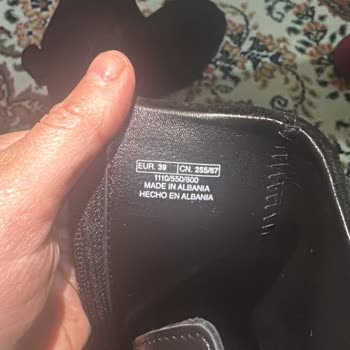 EUR. 39 CN. 255/87
1110/550/800
MADE IN ALBANIA
HECHO EN ALBANIA